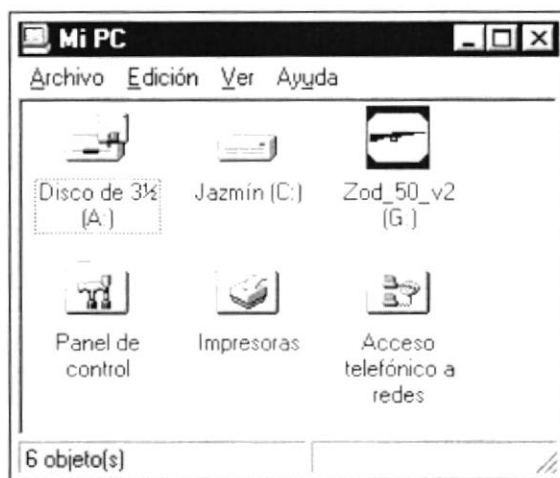 Mi PC
Archivo Edición Ver Ayuda
Disco de 3½ Jazmín (C:) Zod_50_v2
(A:) (G:)
Panel de Impresoras Acceso
control telefónico a
redes
6 objeto(s)